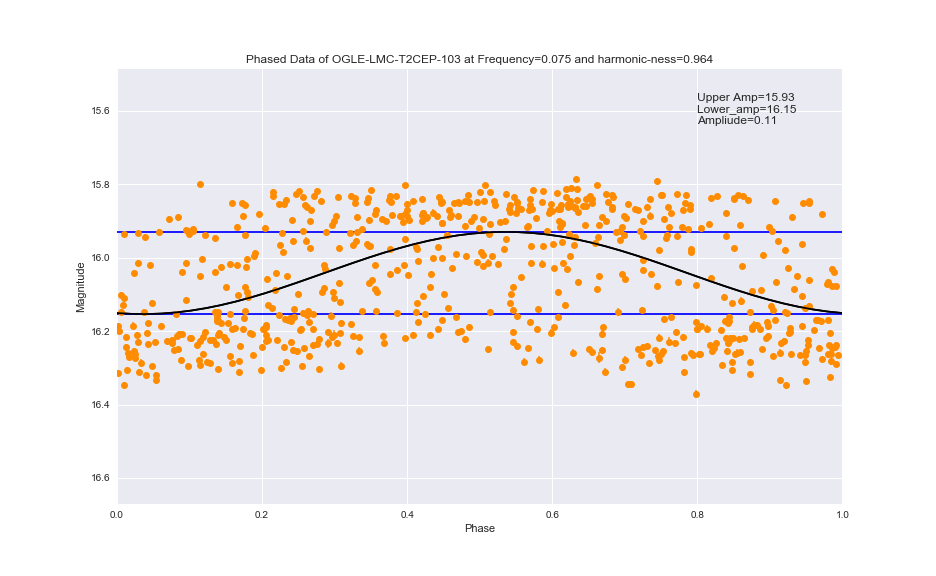 Phased Data of OGLE-LMC-T2CEP-103 at Frequency=0.075 and harmonic-ness=0.964
Upper Amp=15.93
Lower_amp=16.15
Ampliude=0.11
15.6
15.8
16.0
16.2
16.4
16.6
Magnitude
0.0 0.2 0.4 0.6 0.8 1.0
Phase